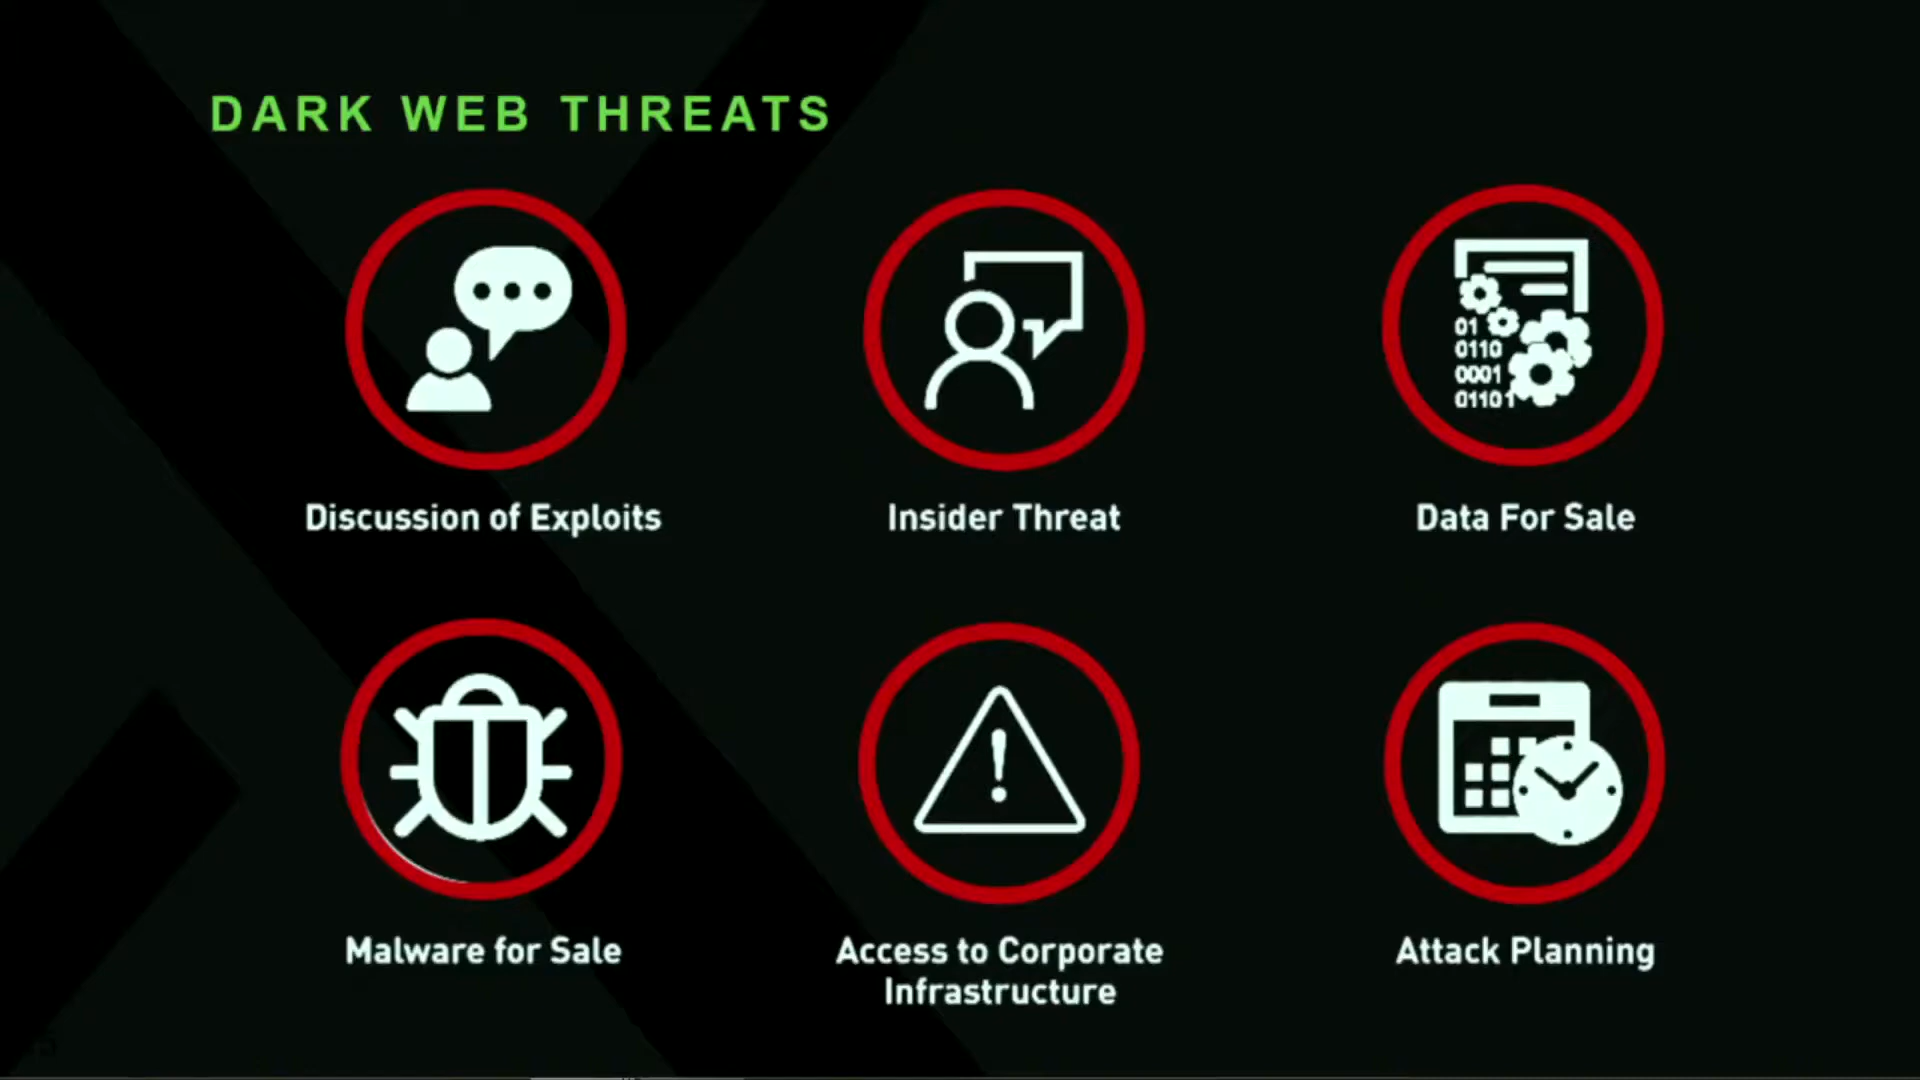 DARK WEB THREATS
01
0110
0001
01101
Discussion of Exploits
Insider Threat
Data For Sale
Malware for Sale
Access to Corporate
Infrastructure
Attack Planning